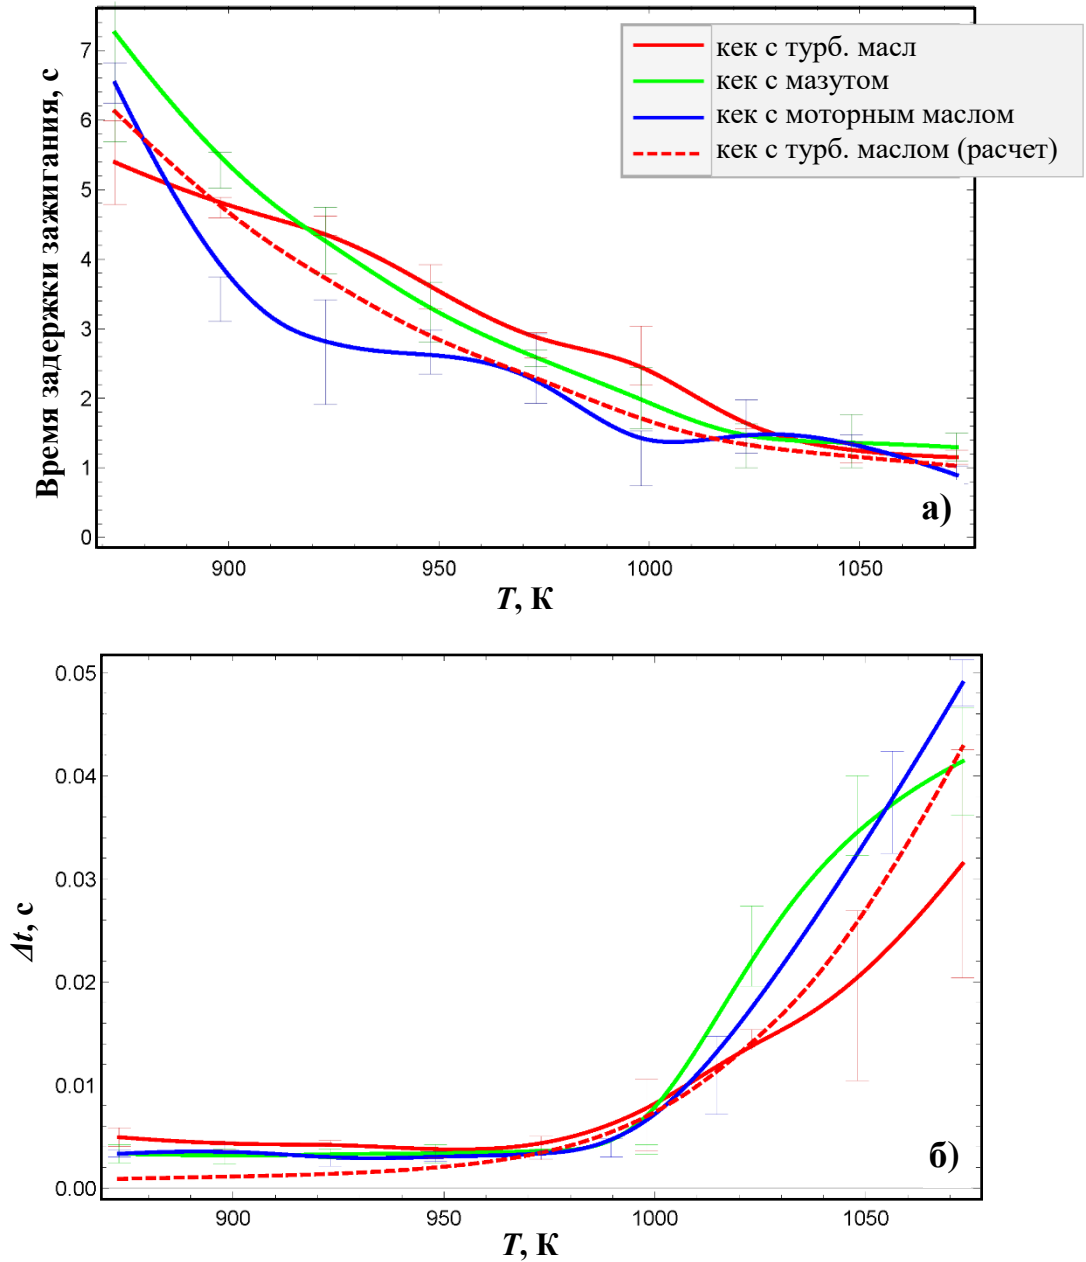 Время задержки зажигания, с
7
6
5
4
3
2
1
0
кек с турб. масл
кек с мазутом
кек с моторным маслом
кек с турб. маслом (расчет)
а)
900
950
1000
1050
T, К
Δt, с
0.05
0.04
0.03
0.02
0.01
0.00
б)
900
950
1000
1050
T, К